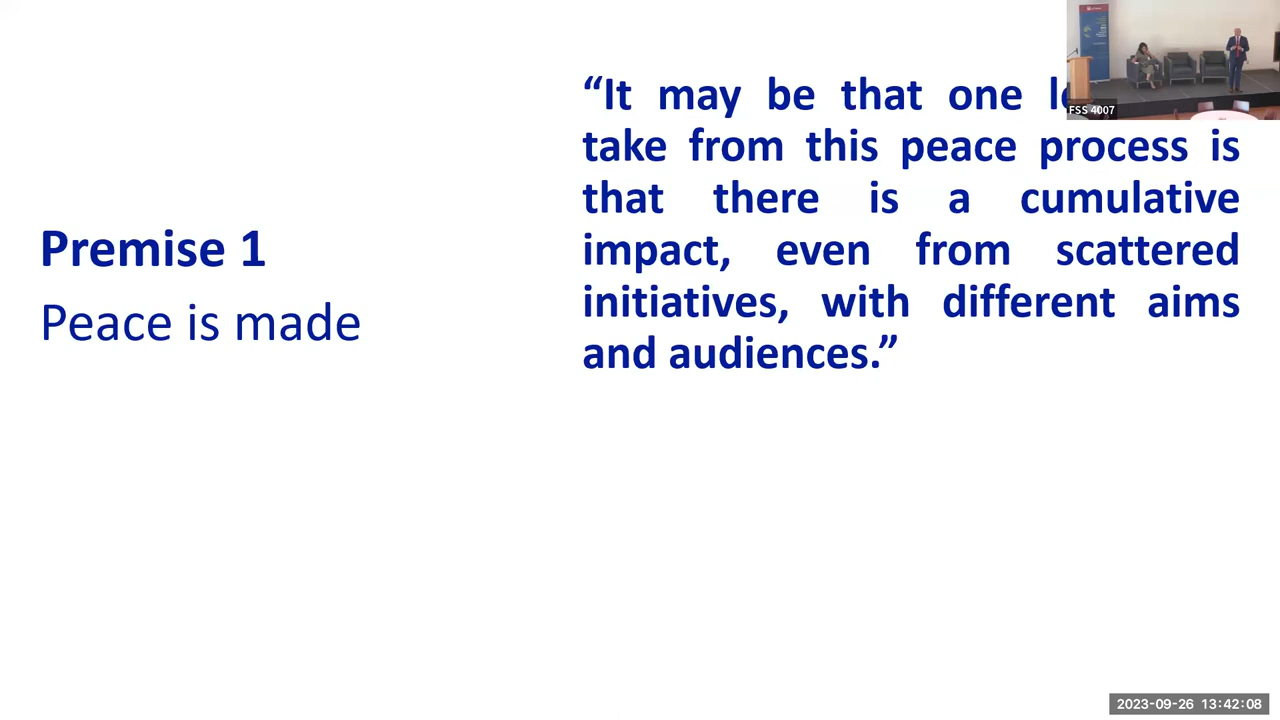 Premise 1
Peace is made
“It may be that one
take from this peace process is
that there is a cumulative
impact, even from scattered
initiatives, with different aims
and audiences.”
FSS 4007
2023-09-26 13:42:08